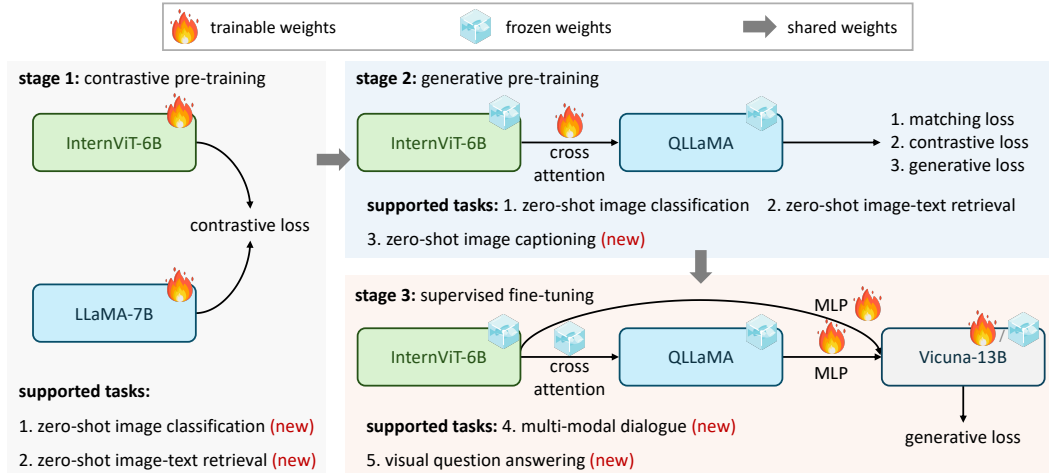 trainable weights
frozen weights
shared weights
stage 1: contrastive pre-training
InternViT-6B
contrastive loss
LLaMA-7B
supported tasks:
1. zero-shot image classification (new)
2. zero-shot image-text retrieval (new)
stage 2: generative pre-training
InternViT-6B
cross
attention
QLLaMA
1. matching loss
2. contrastive loss
3. generative loss
supported tasks: 1. zero-shot image classification 2. zero-shot image-text retrieval
3. zero-shot image captioning (new)
stage 3: supervised fine-tuning
InternViT-6B
cross
attention
QLLaMA
MLP
MLP
/
Vicuna-13B
generative loss
supported tasks: 4. multi-modal dialogue (new)
5. visual question answering (new)